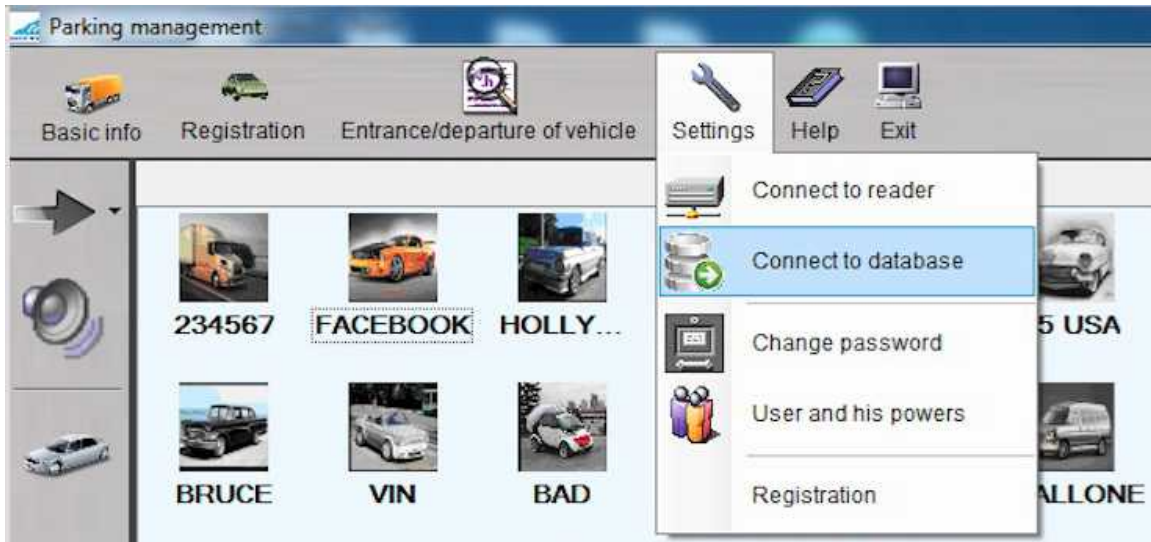 Parking management
Basic info
Registration
Entrance/departure of vehicle
Settings
Help
Exit
Connect to reader
Connect to database
Change password
User and his powers
Registration
234567
FACEBOOK
HOLLY...
5 USA
BRUCE
VIN
BAD
ALLONE